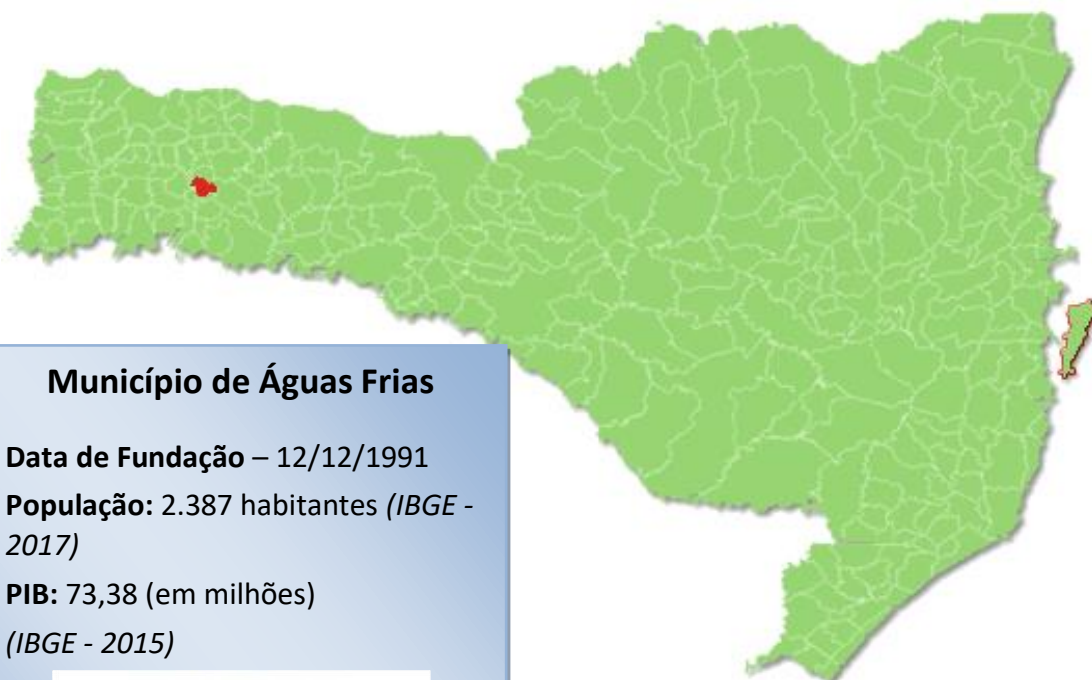 Município de Águas Frias
Data de Fundação – 12/12/1991
População: 2.387 habitantes (IBGE -
2017)
PIB: 73,38 (em milhões)
(IBGE - 2015)